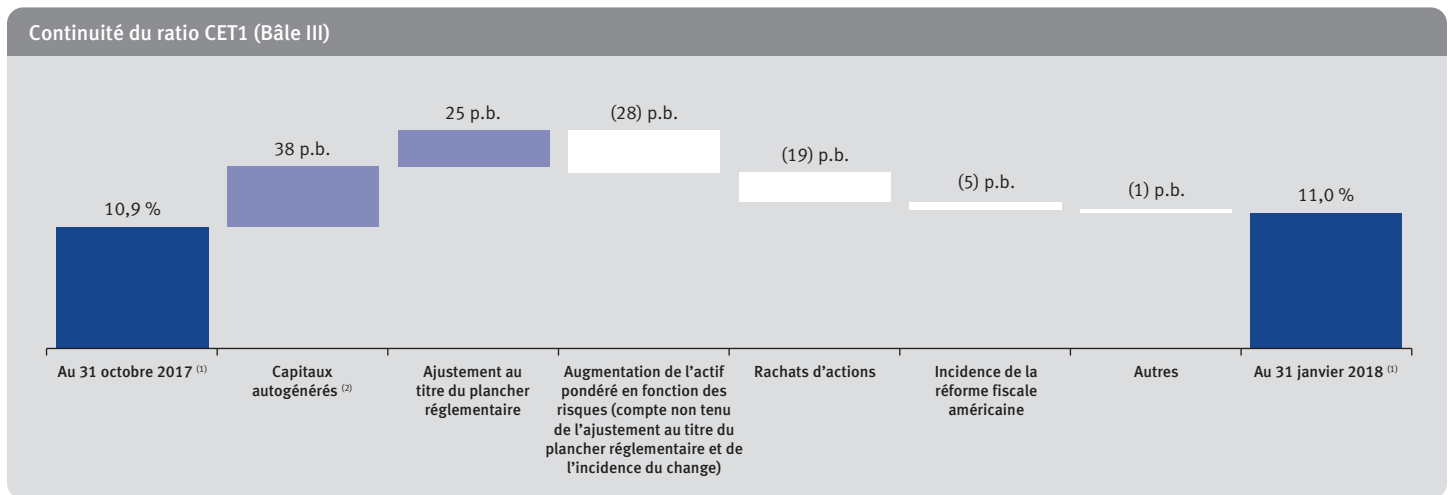 Continuité du ratio CET1 (Bâle III)
10,9 %
38 p.b.
25 p.b.
(28) p.b.
(19) p.b.
(5) p.b.
(1) p.b.
11,0 %
Au 31 octobre 2017 (1)
Capitaux
autogénérés (2)
Ajustement au
titre du plancher
réglementaire
Augmentation de l’actif
pondéré en fonction des
risques (compte non tenu
de l’ajustement au titre du
plancher réglementaire et de
l’incidence du change)
Rachats d’actions
Incidence de la
réforme fiscale
américaine
Autres
Au 31 janvier 2018 (1)